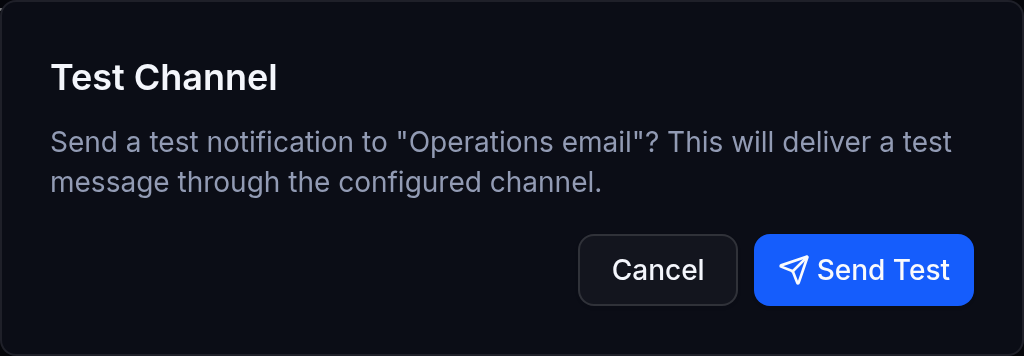 Test Channel
Send a test notification to "Operations email"? This will deliver a test
message through the configured channel.
Cancel
Send Test